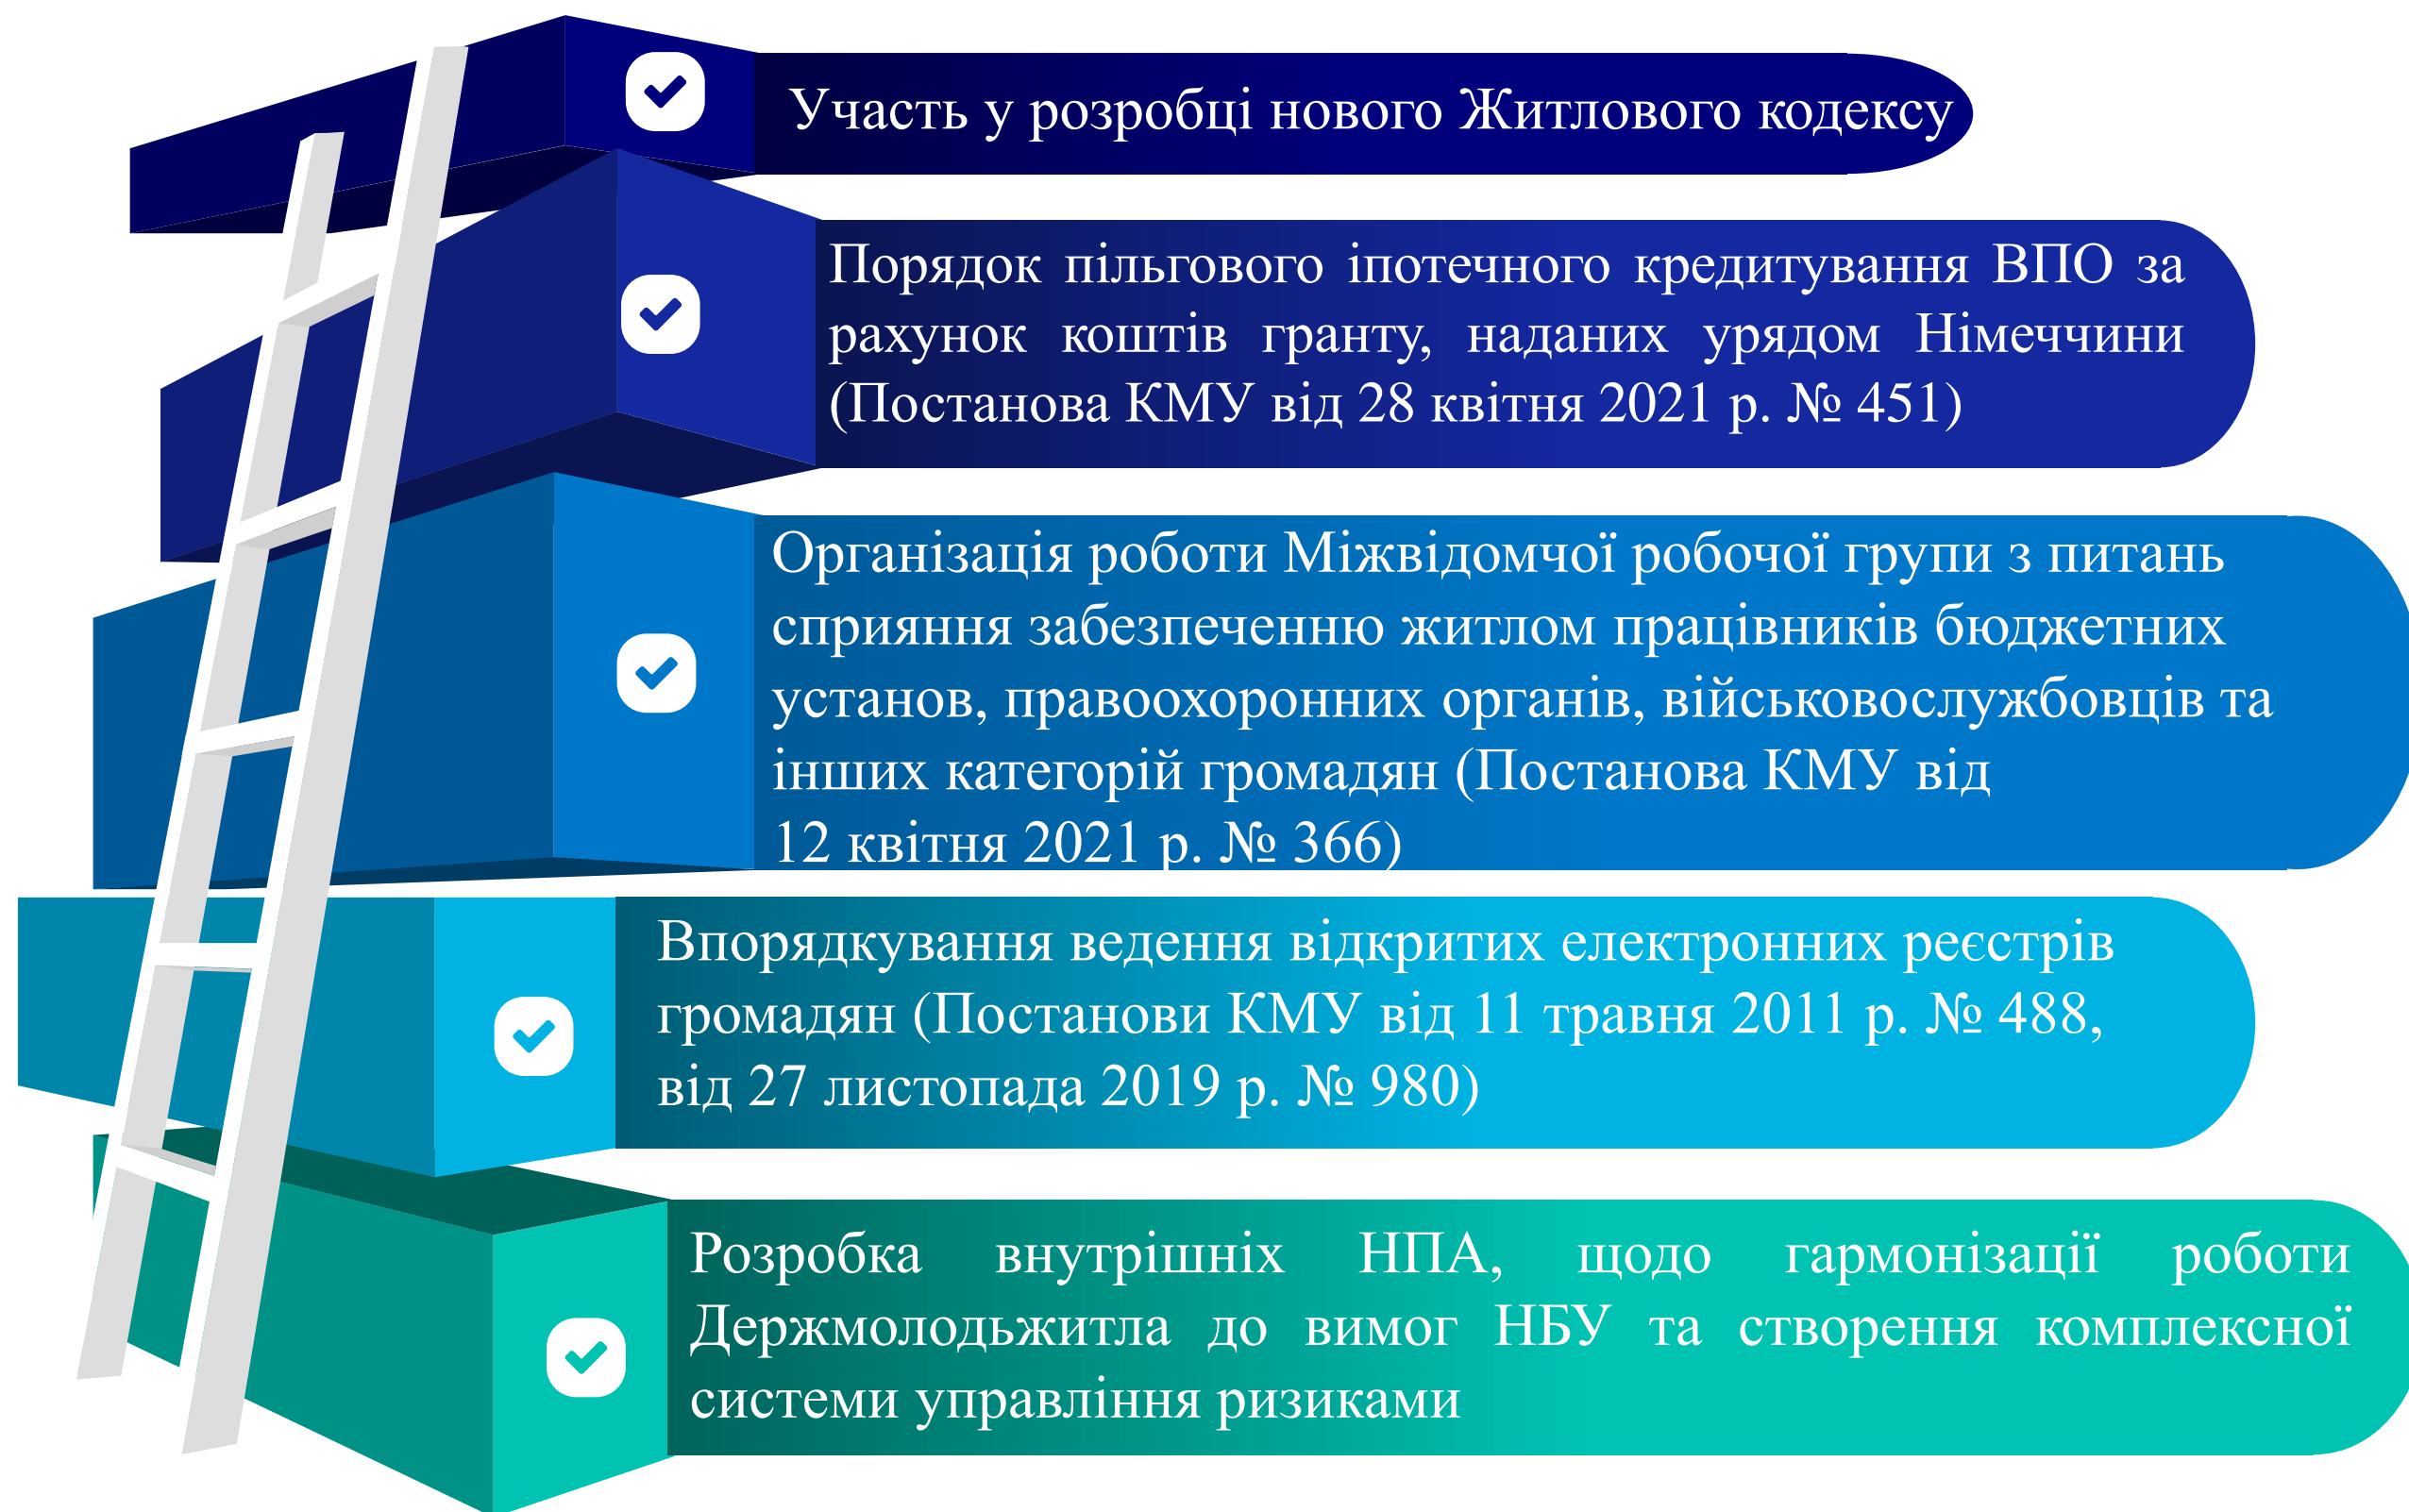 Участь у розробці нового Житлового кодексу
Порядок пільгового іпотечного кредитування ВПО за
рахунок коштів гранту, наданих урядом Німеччини
(Постанова КМУ від 28 квітня 2021 р. № 451)
Організація роботи Міжвідомчої робочої групи з питань
сприяння забезпеченню житлом працівників бюджетних
установ, правоохоронних органів, військовослужбовців та
інших категорій громадян (Постанова КМУ від
12 квітня 2021 р. № 366)
Впорядкування ведення відкритих електронних реєстрів
громадян (Постанови КМУ від 11 травня 2011 р. № 488,
від 27 листопада 2019 р. № 980)
Розробка внутрішніх НПА, щодо гармонізації роботи
Держмолодьжитла до вимог НБУ та створення комплексної
системи управління ризиками